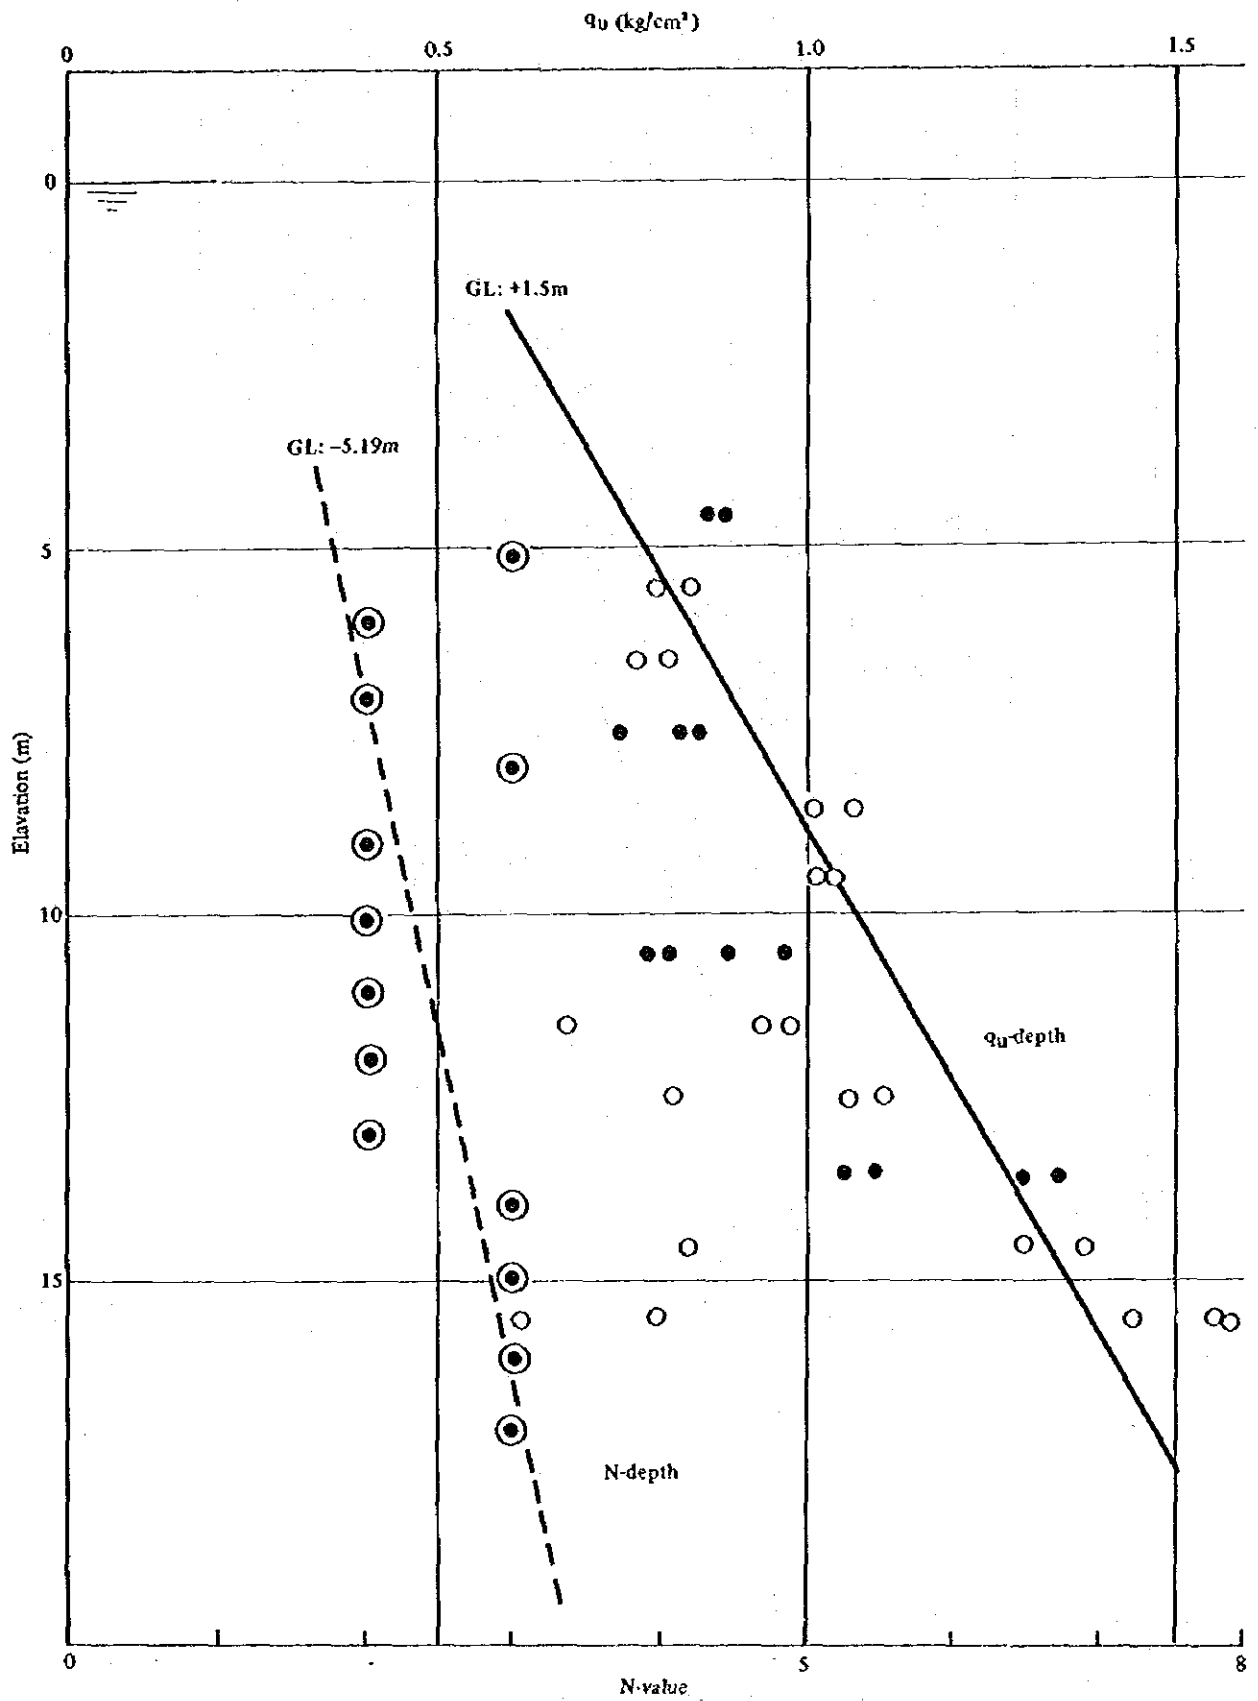 qu (kg/cm²)
0 0.5 1.0 1.5
0
GL: +1.5m
GL: –5.19m
5
Elavation (m)
10
qu-depth
15
N-depth
0 5 8
N-value